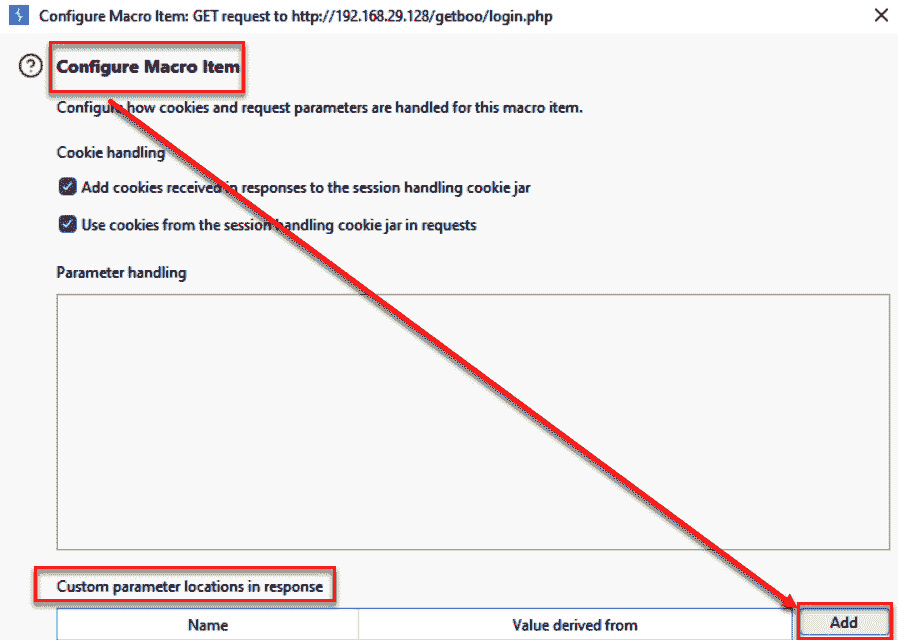 Configure Macro Item: GET request to http://192.168.29.128/getboo/login.php
?
Configure Macro Item
Configure how cookies and request parameters are handled for this macro item.
Cookie handling
Add cookies received in responses to the session handling cookie jar
Use cookies from the session handling cookie jar in requests
Parameter handling
Custom parameter locations in response
Name Value derived from Add